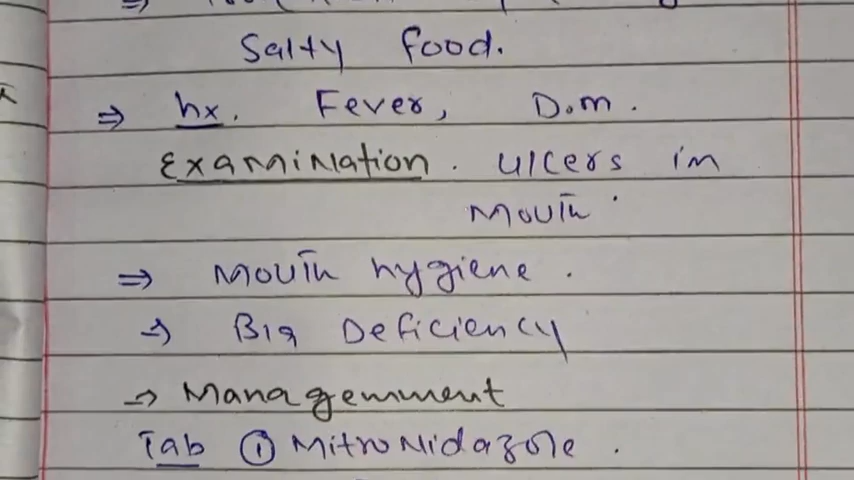 Salty food.
⇒ hx. Fever, D.m.
Examination. Ulcers in
Mouth.
⇒ Mouth hygiene.
→ B12 Deficiency
→ Managemment
Tab ① MitroNidazole.